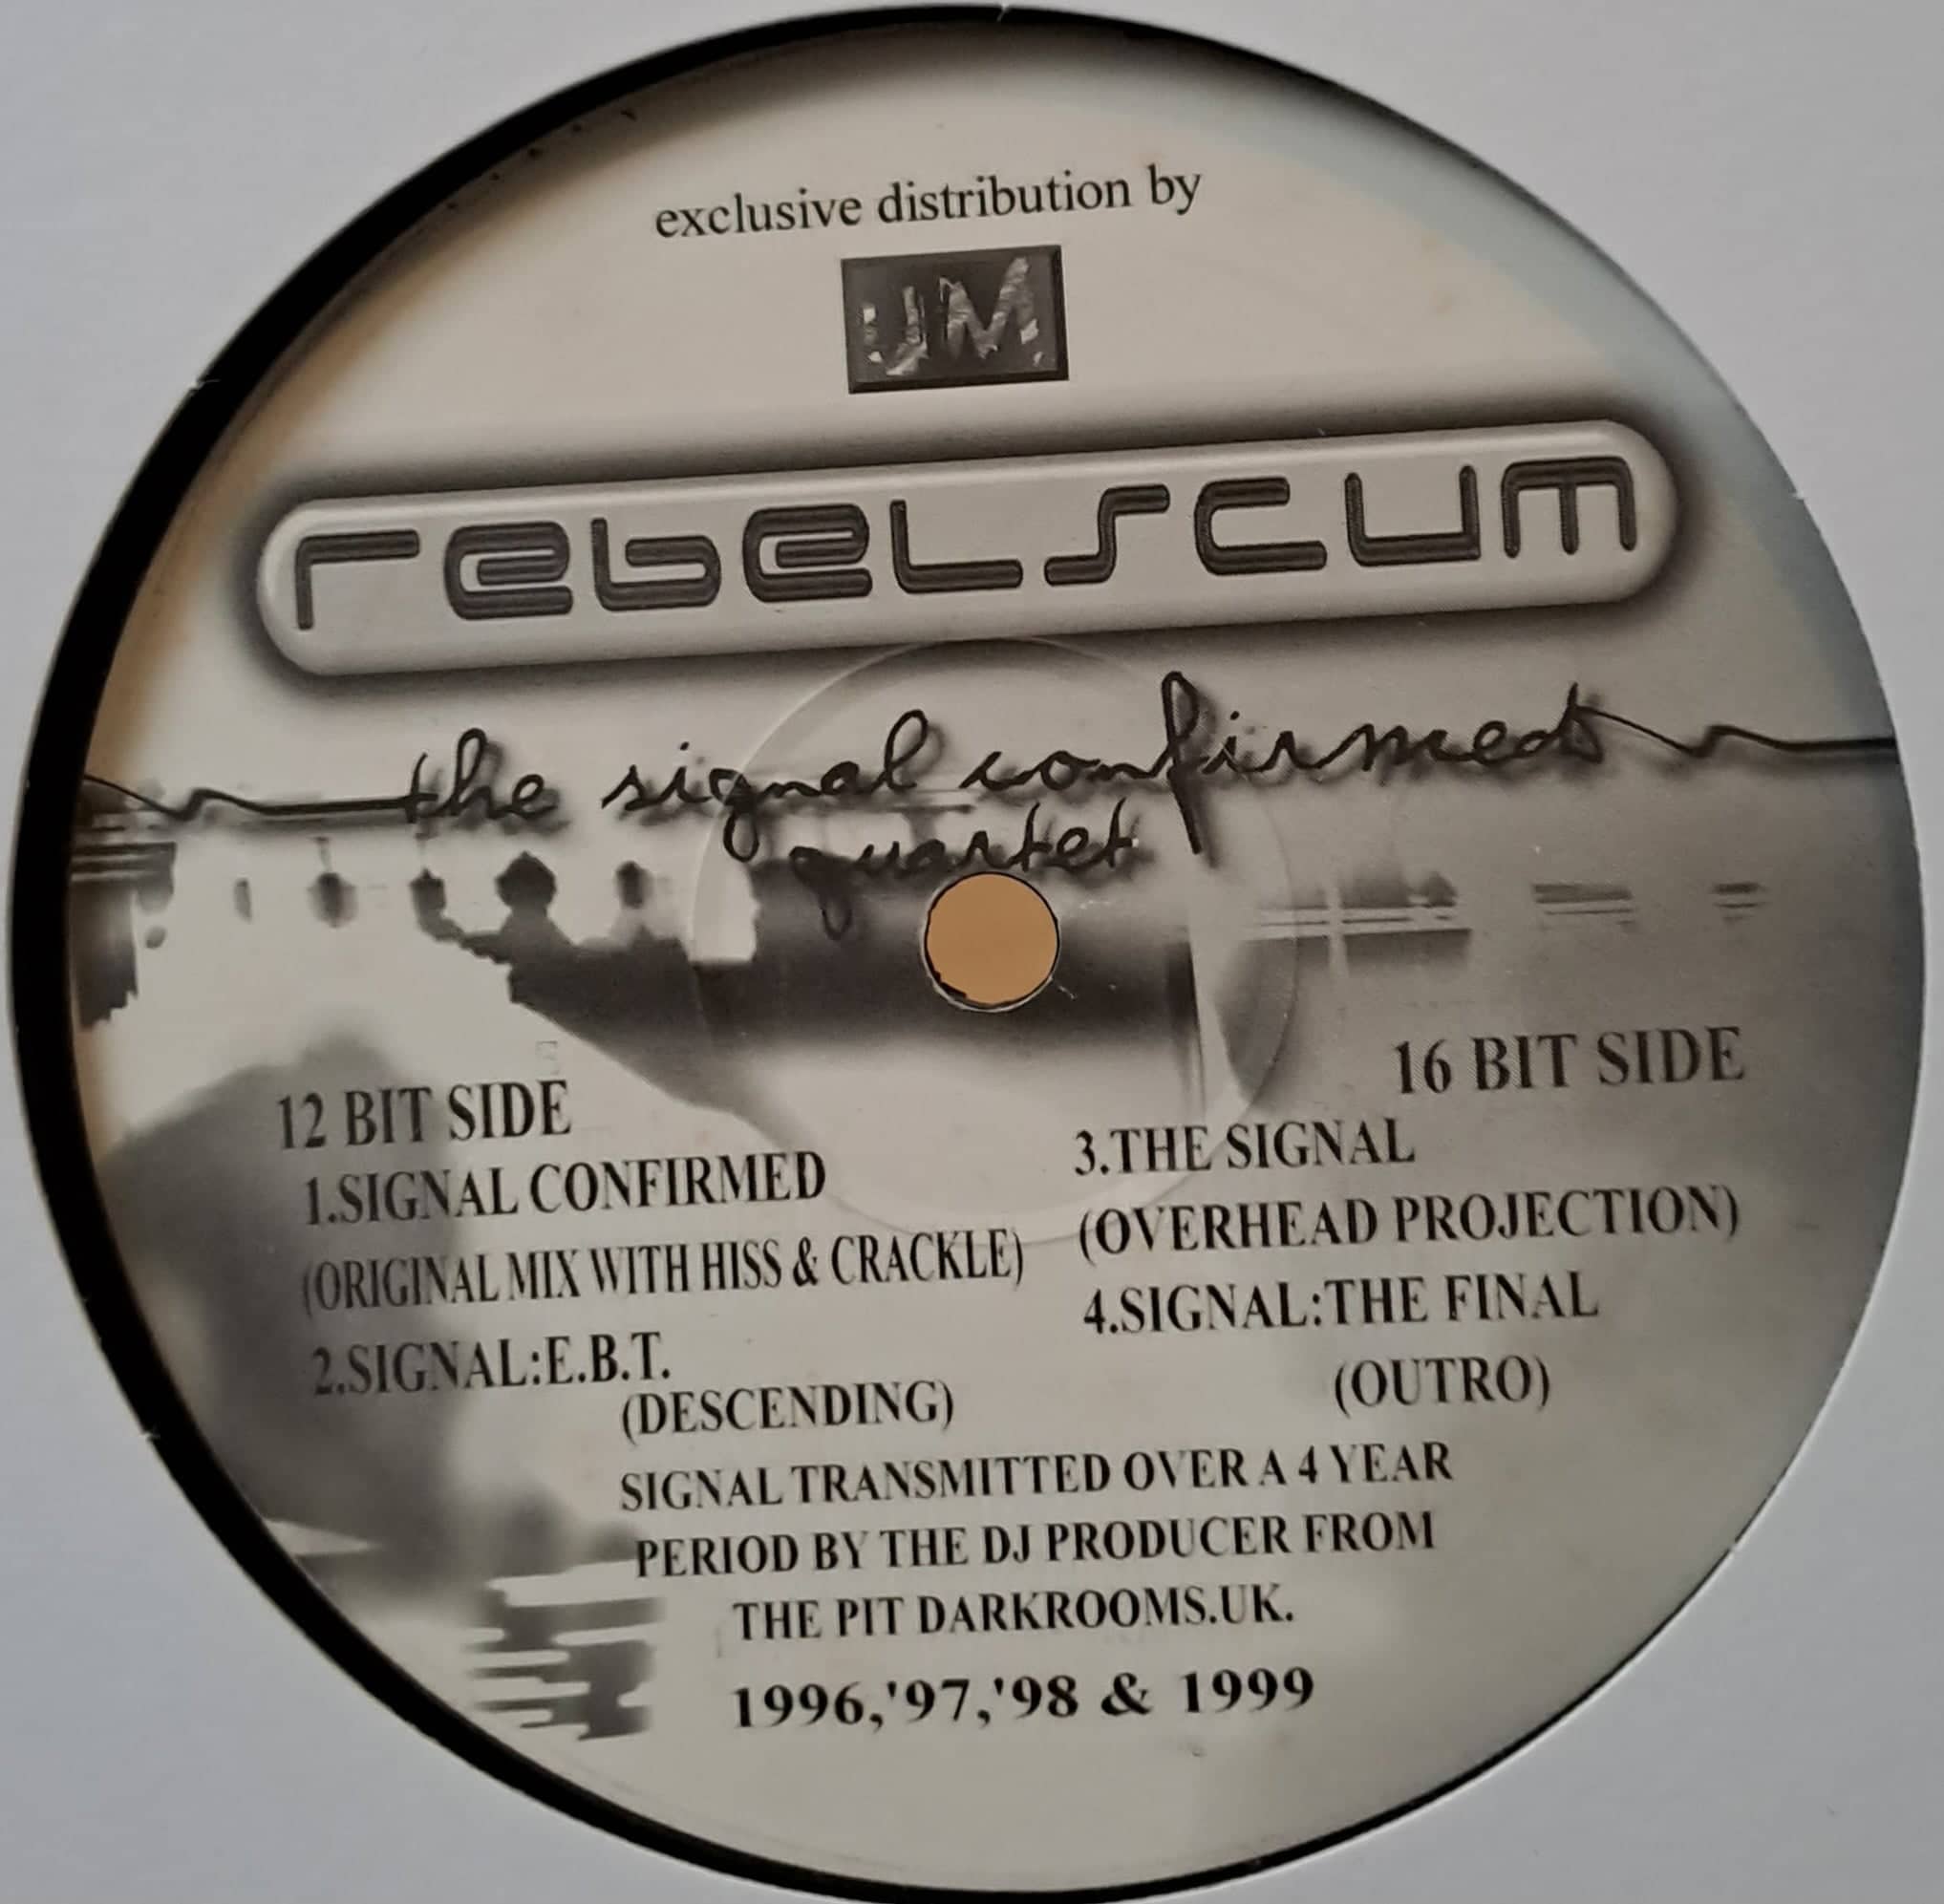 exclusive distribution by
UM
rebelscum
the signal confirmed
quartet
12 BIT SIDE
1.SIGNAL CONFIRMED
(ORIGINAL MIX WITH HISS & CRACKLE)
2.SIGNAL:E.B.T.
(DESCENDING)
16 BIT SIDE
3.THE SIGNAL
(OVERHEAD PROJECTION)
4.SIGNAL:THE FINAL
(OUTRO)
SIGNAL TRANSMITTED OVER A 4 YEAR
PERIOD BY THE DJ PRODUCER FROM
THE PIT DARKROOMS.UK.
1996,'97,'98 & 1999